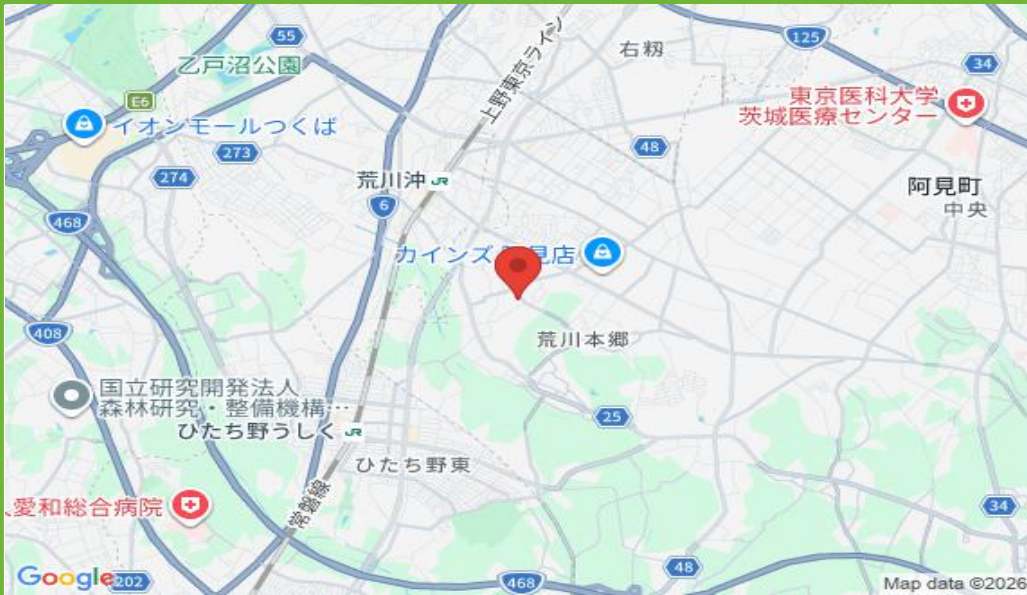 55
右籾
125
乙戸沼公園
34
E6
上野東京ライン
東京医科大学
茨城医療センター
イオンモールつくば
273
48
274
荒川沖 JR
阿見町
中央
6
468
カインズ
見店
408
荒川本郷
国立研究開発法人
森林研究・整備機構…
ひたち野うしく JR
25
ひたち野東
愛和総合病院
常磐線
34
48
Google
202
468
Map data ©2026